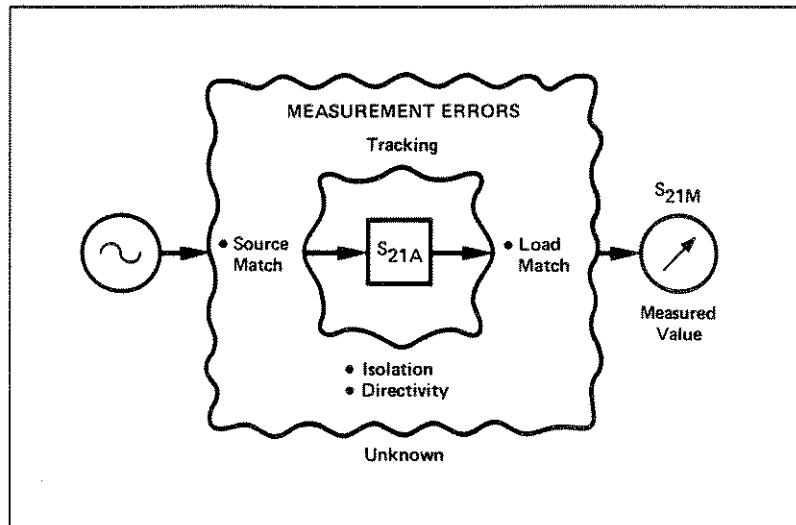 MEASUREMENT ERRORS
Tracking
S21M
• Source
Match
S21A
• Load
Match
Measured
Value
• Isolation
• Directivity
Unknown